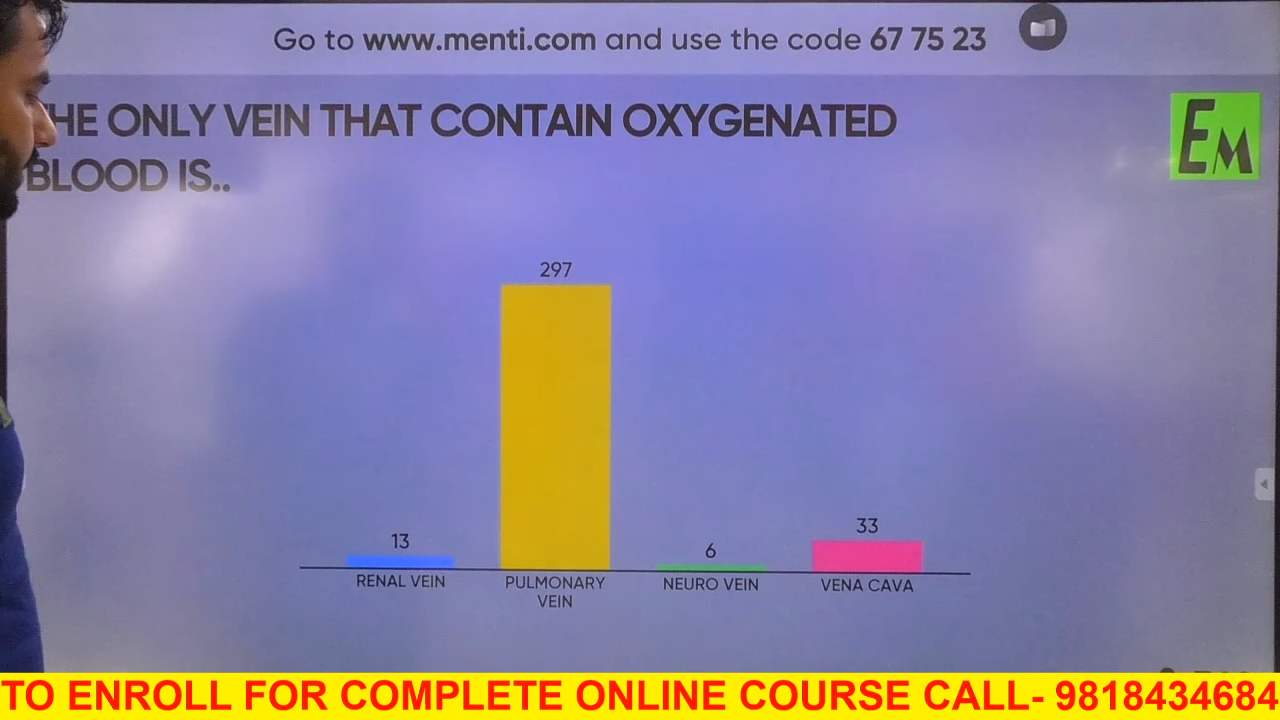 Go to www.menti.com and use the code 67 75 23
HE ONLY VEIN THAT CONTAIN OXYGENATED
BLOOD IS..
EM
297
33
13
6
RENAL VEIN
PULMONARY
VEIN
NEURO VEIN
VENA CAVA
TO ENROLL FOR COMPLETE ONLINE COURSE CALL- 9818434684